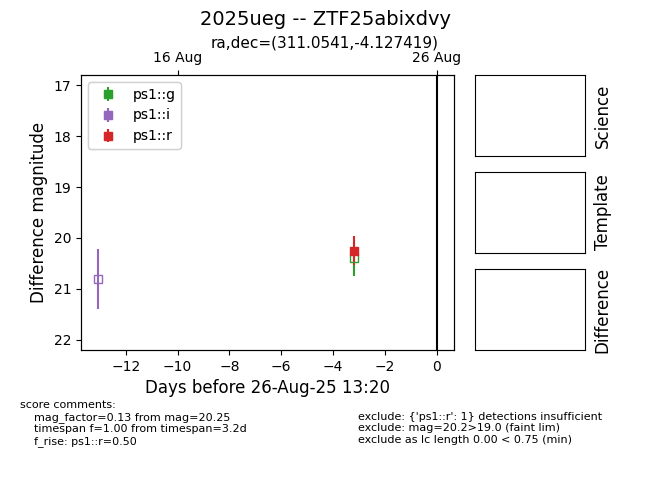 2025ueg -- ZTF25abixdvy
ra,dec=(311.0541,-4.127419)
16 Aug
26 Aug
ps1::g
ps1::i
ps1::r
17
18
19
20
21
22
Difference magnitude
−12
−10
−8
−6
−4
−2
0
Days before 26-Aug-25 13:20
Science
Template
Difference
score comments:
mag_factor=0.13 from mag=20.25
timespan f=1.00 from timespan=3.2d
f_rise: ps1::r=0.50
exclude: {'ps1::r': 1} detections insufficient
exclude: mag=20.2>19.0 (faint lim)
exclude as lc length 0.00 < 0.75 (min)